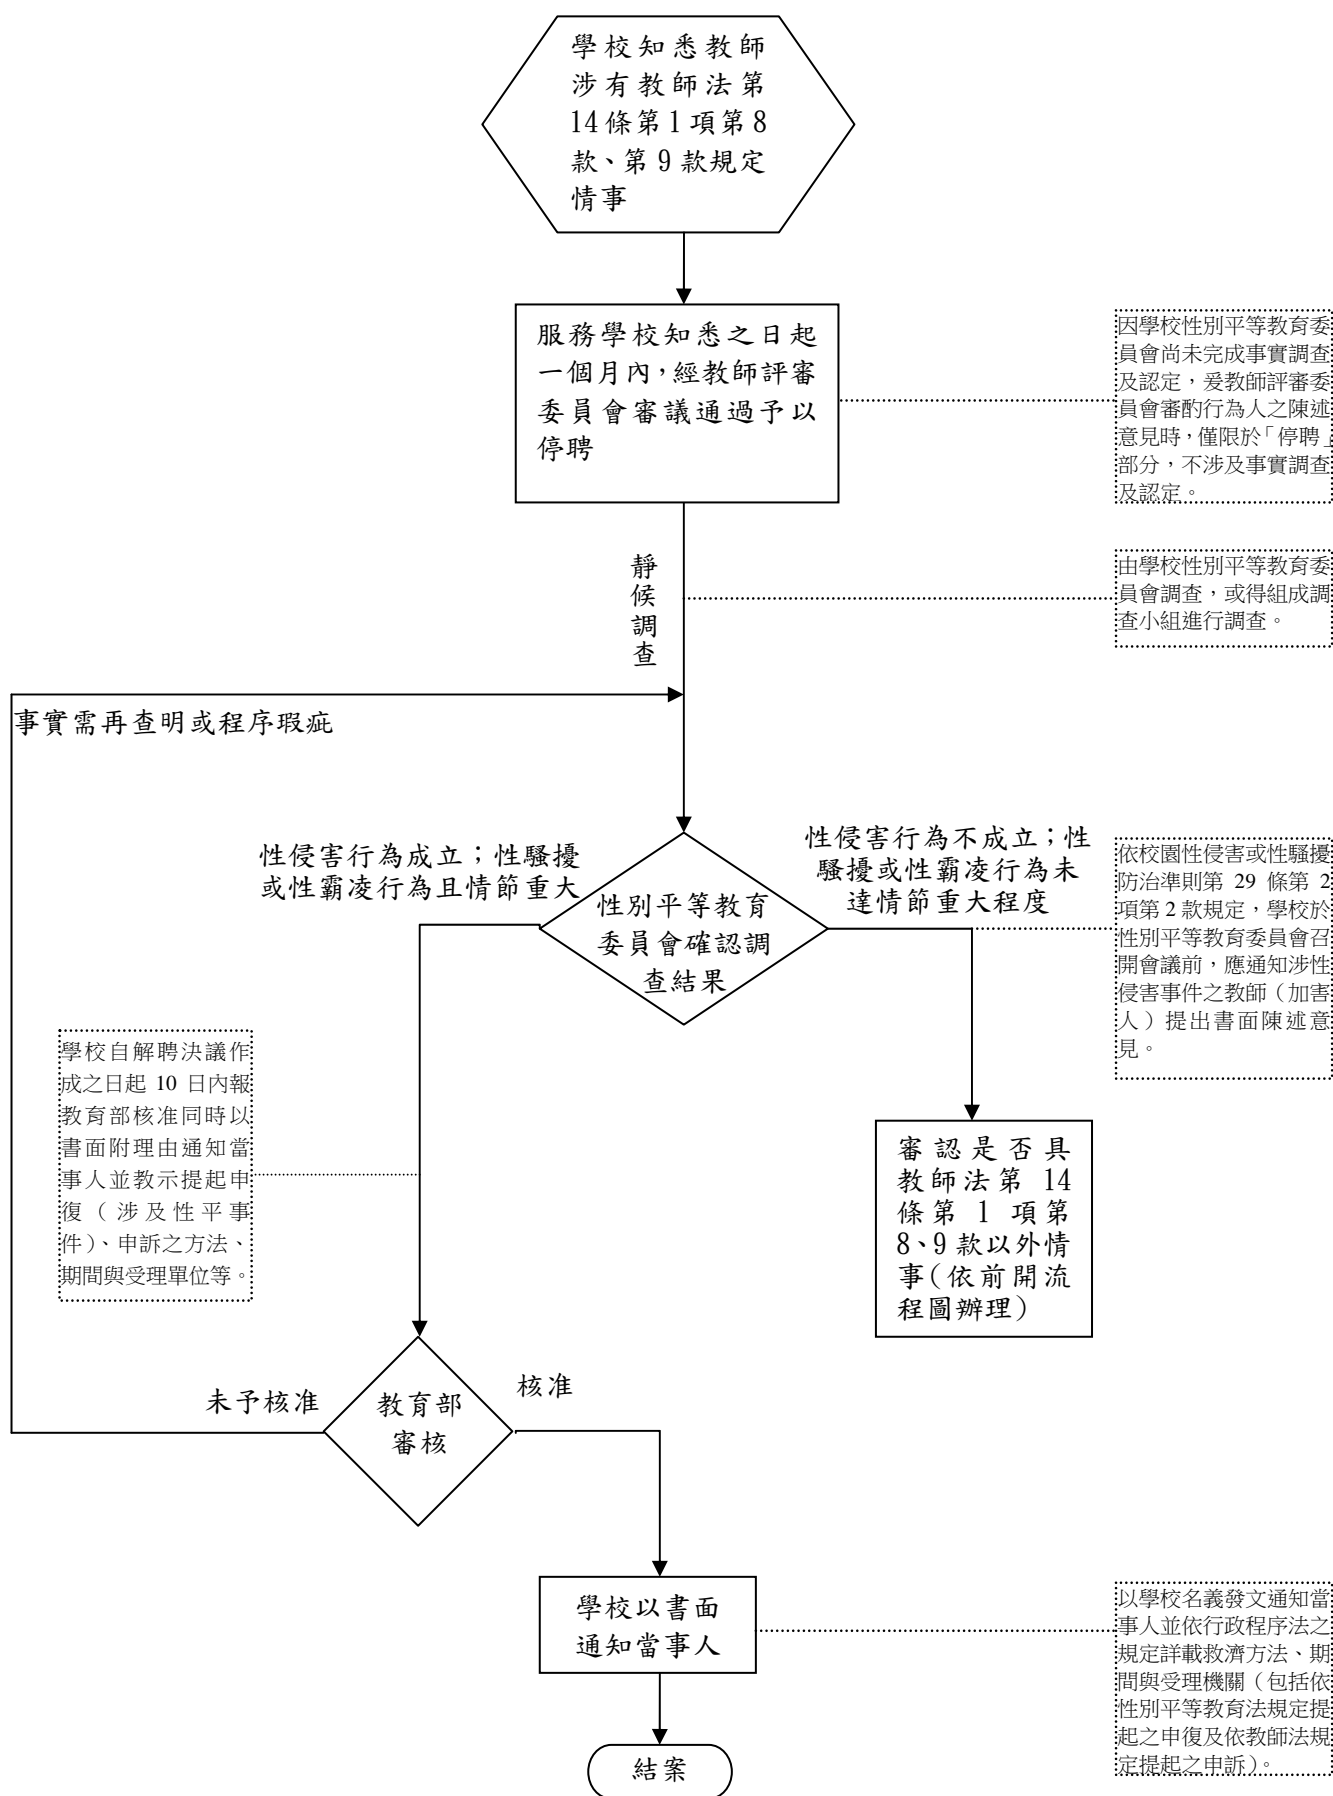 學校知悉教師
涉有教師法第
14條第1項第8
款、第9款規定
情事
服務學校知悉之日起
一個月內，經教師評審
委員會審議通過予以
停聘
因學校性別平等教育委
員會尚未完成事實調查
及認定，爰教師評審委
員會審酌行為人之陳述
意見時，僅限於「停聘」
部分，不涉及事實調查
及認定。
靜候調查
由學校性別平等教育委
員會調查，或得組成調
查小組進行調查。
事實需再查明或程序瑕疵
性侵害行為成立；性騷擾
或性霸凌行為且情節重大
性侵害行為不成立；性
騷擾或性霸凌行為未
達情節重大程度
性別平等教育
委員會確認調
查結果
依校園性侵害或性騷擾
防治準則第 29 條第 2
項第 2 款規定，學校於
性別平等教育委員會召
開會議前，應通知涉性
侵害事件之教師（加害
人）提出書面陳述意
見。
學校自解聘決議作
成之日起 10 日內報
教育部核准同時以
書面附理由通知當
事人並教示提起申
復（涉及性平事
件）、申訴之方法、
期間與受理單位等。
審認是否具
教師法第 14
條第 1 項第
8、9款以外情
事(依前開流
程圖辦理)
未予核准
教育部
審核
核准
學校以書面
通知當事人
以學校名義發文通知當
事人並依行政程序法之
規定詳載救濟方法、期
間與受理機關（包括依
性別平等教育法規定提
起之申復及依教師法規
定提起之申訴）。
結案